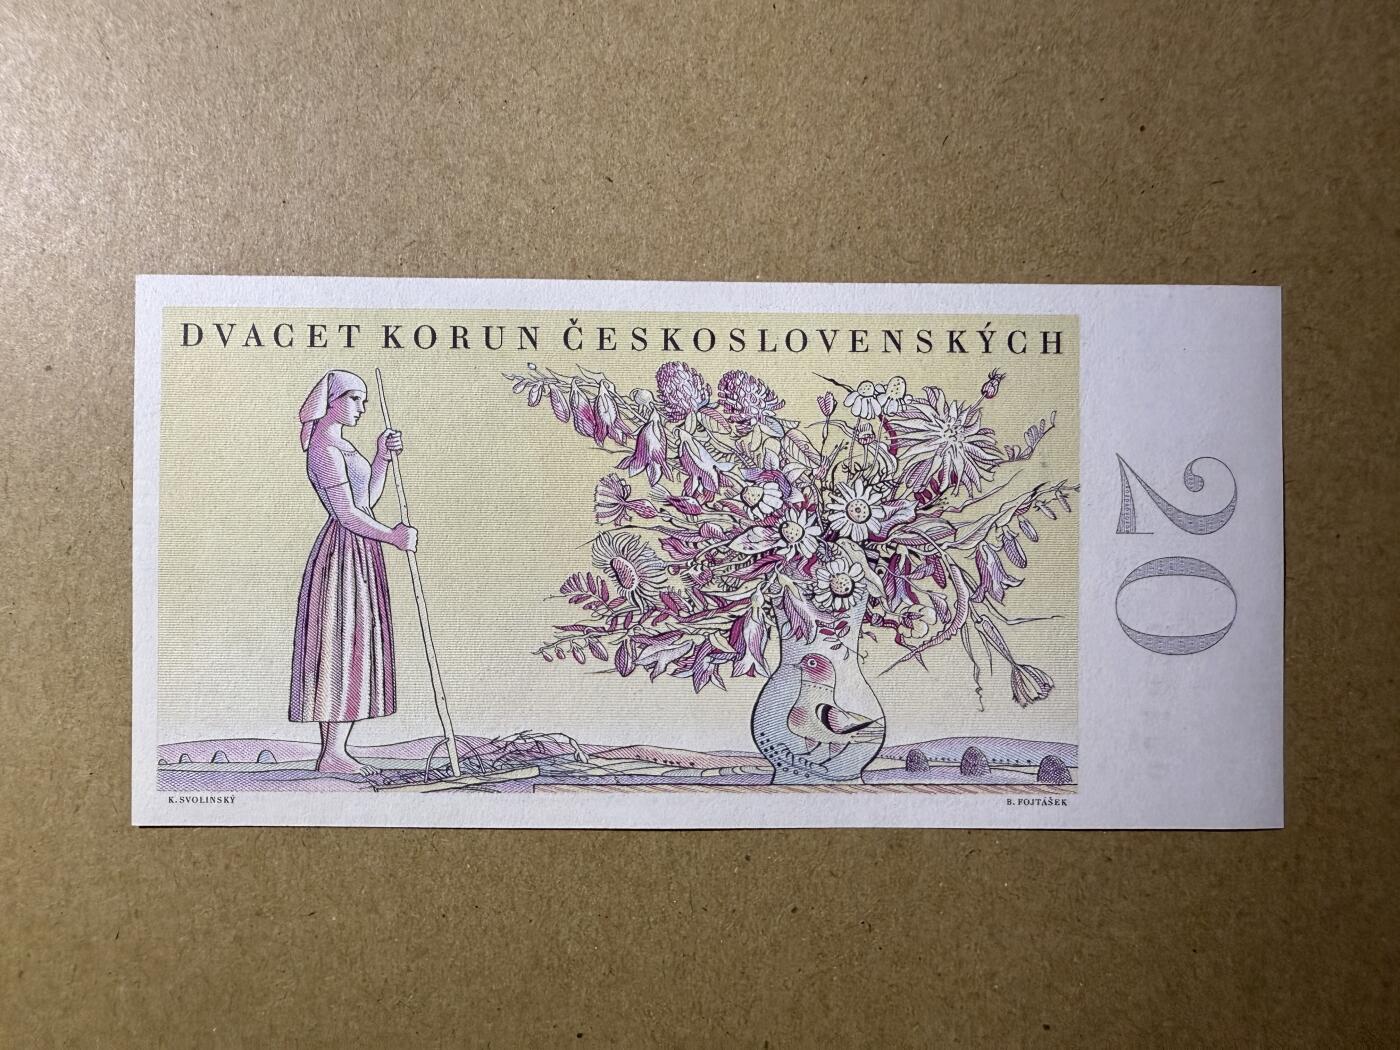 DVACET KORUN ČESKOSLOVENSKÝCH
20
K. SVOLINSKÝ
B. FOJTÁŠEK